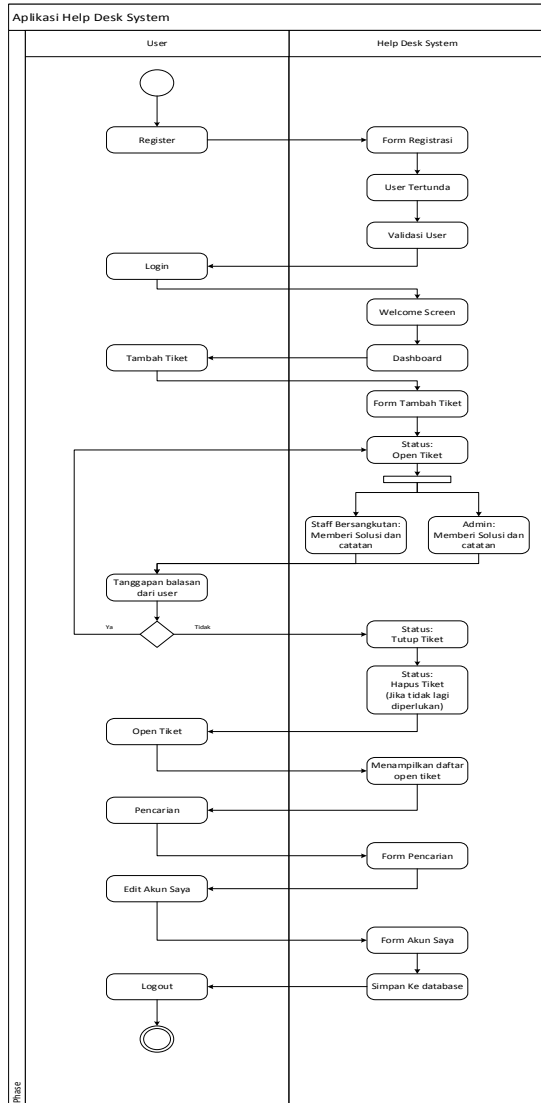 Aplikasi Help Desk System
User
Help Desk System
Register
Form Registrasi
User Tertunda
Validasi User
Login
Welcome Screen
Tambah Tiket
Dashboard
Form Tambah Tiket
Status:
Open Tiket
Staff Bersangkutan:
Memberi Solusi dan
catatan
Admin:
Memberi Solusi dan
catatan
Tanggapan balasan
dari user
Ya
Tidak
Status:
Tutup Tiket
Status:
Hapus Tiket
(Jika tidak lagi
diperlukan)
Open Tiket
Menampilkan daftar
open tiket
Pencarian
Form Pencarian
Edit Akun Saya
Form Akun Saya
Logout
Simpan Ke database
Phase